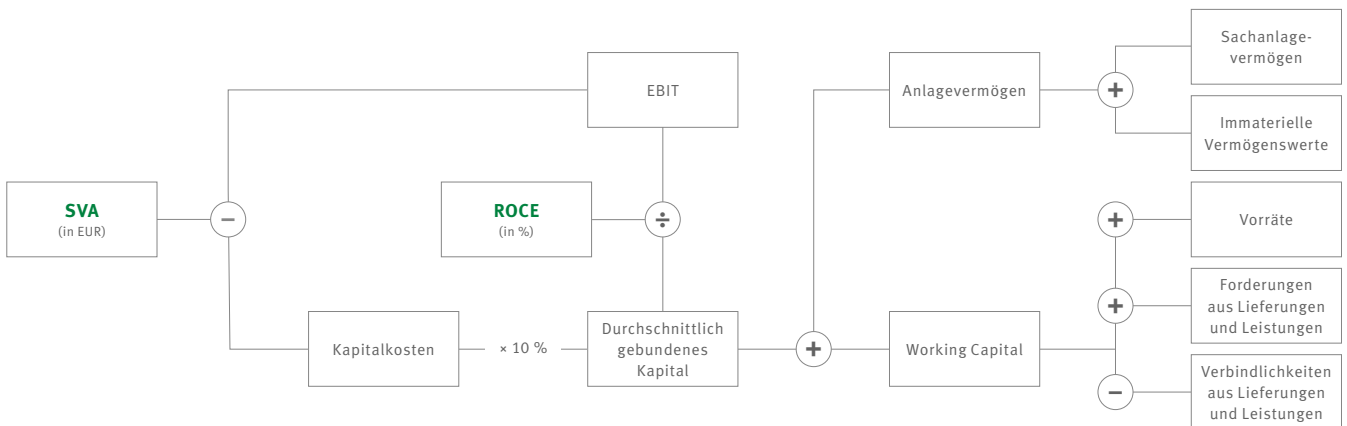 SVA
(in EUR)
−
EBIT
ROCE
(in %)
÷
Kapitalkosten
× 10 %
Durchschnittlich
gebundenes
Kapital
+
Anlagevermögen
+
Sachanlage-
vermögen
Immaterielle
Vermögenswerte
Working Capital
+
Vorräte
+
Forderungen
aus Lieferungen
und Leistungen
−
Verbindlichkeiten
aus Lieferungen
und Leistungen